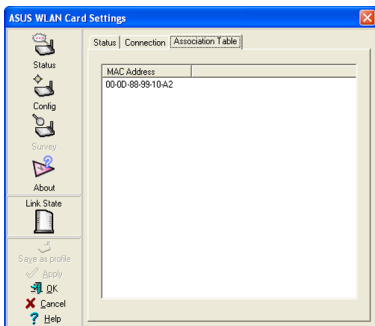 ASUS WLAN Card Settings
Status
Config
Survey
About
Link State
Save as profile
Apply
OK
Cancel
Help
Status Connection Association Table
MAC Address
00-0D-88-99-10-A2